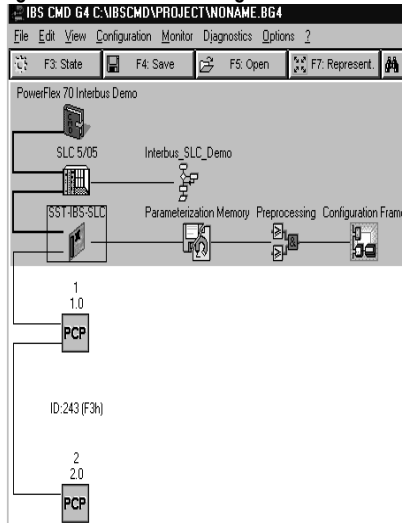 IBS CMD G4 C:\IBSCMD\PROJECT\NONAME.BG4
File Edit View Configuration Monitor Diagnostics Options ?
F3: State F4: Save F5: Open F7: Represent.
PowerFlex 70 Interbus Demo
SLC 5/05 Interbus_SLC_Demo
SST-IBS-SLC Parameterization Memory Preprocessing Configuration Frame
1
1.0
PCP
ID:243 (F3h)
2
2.0
PCP